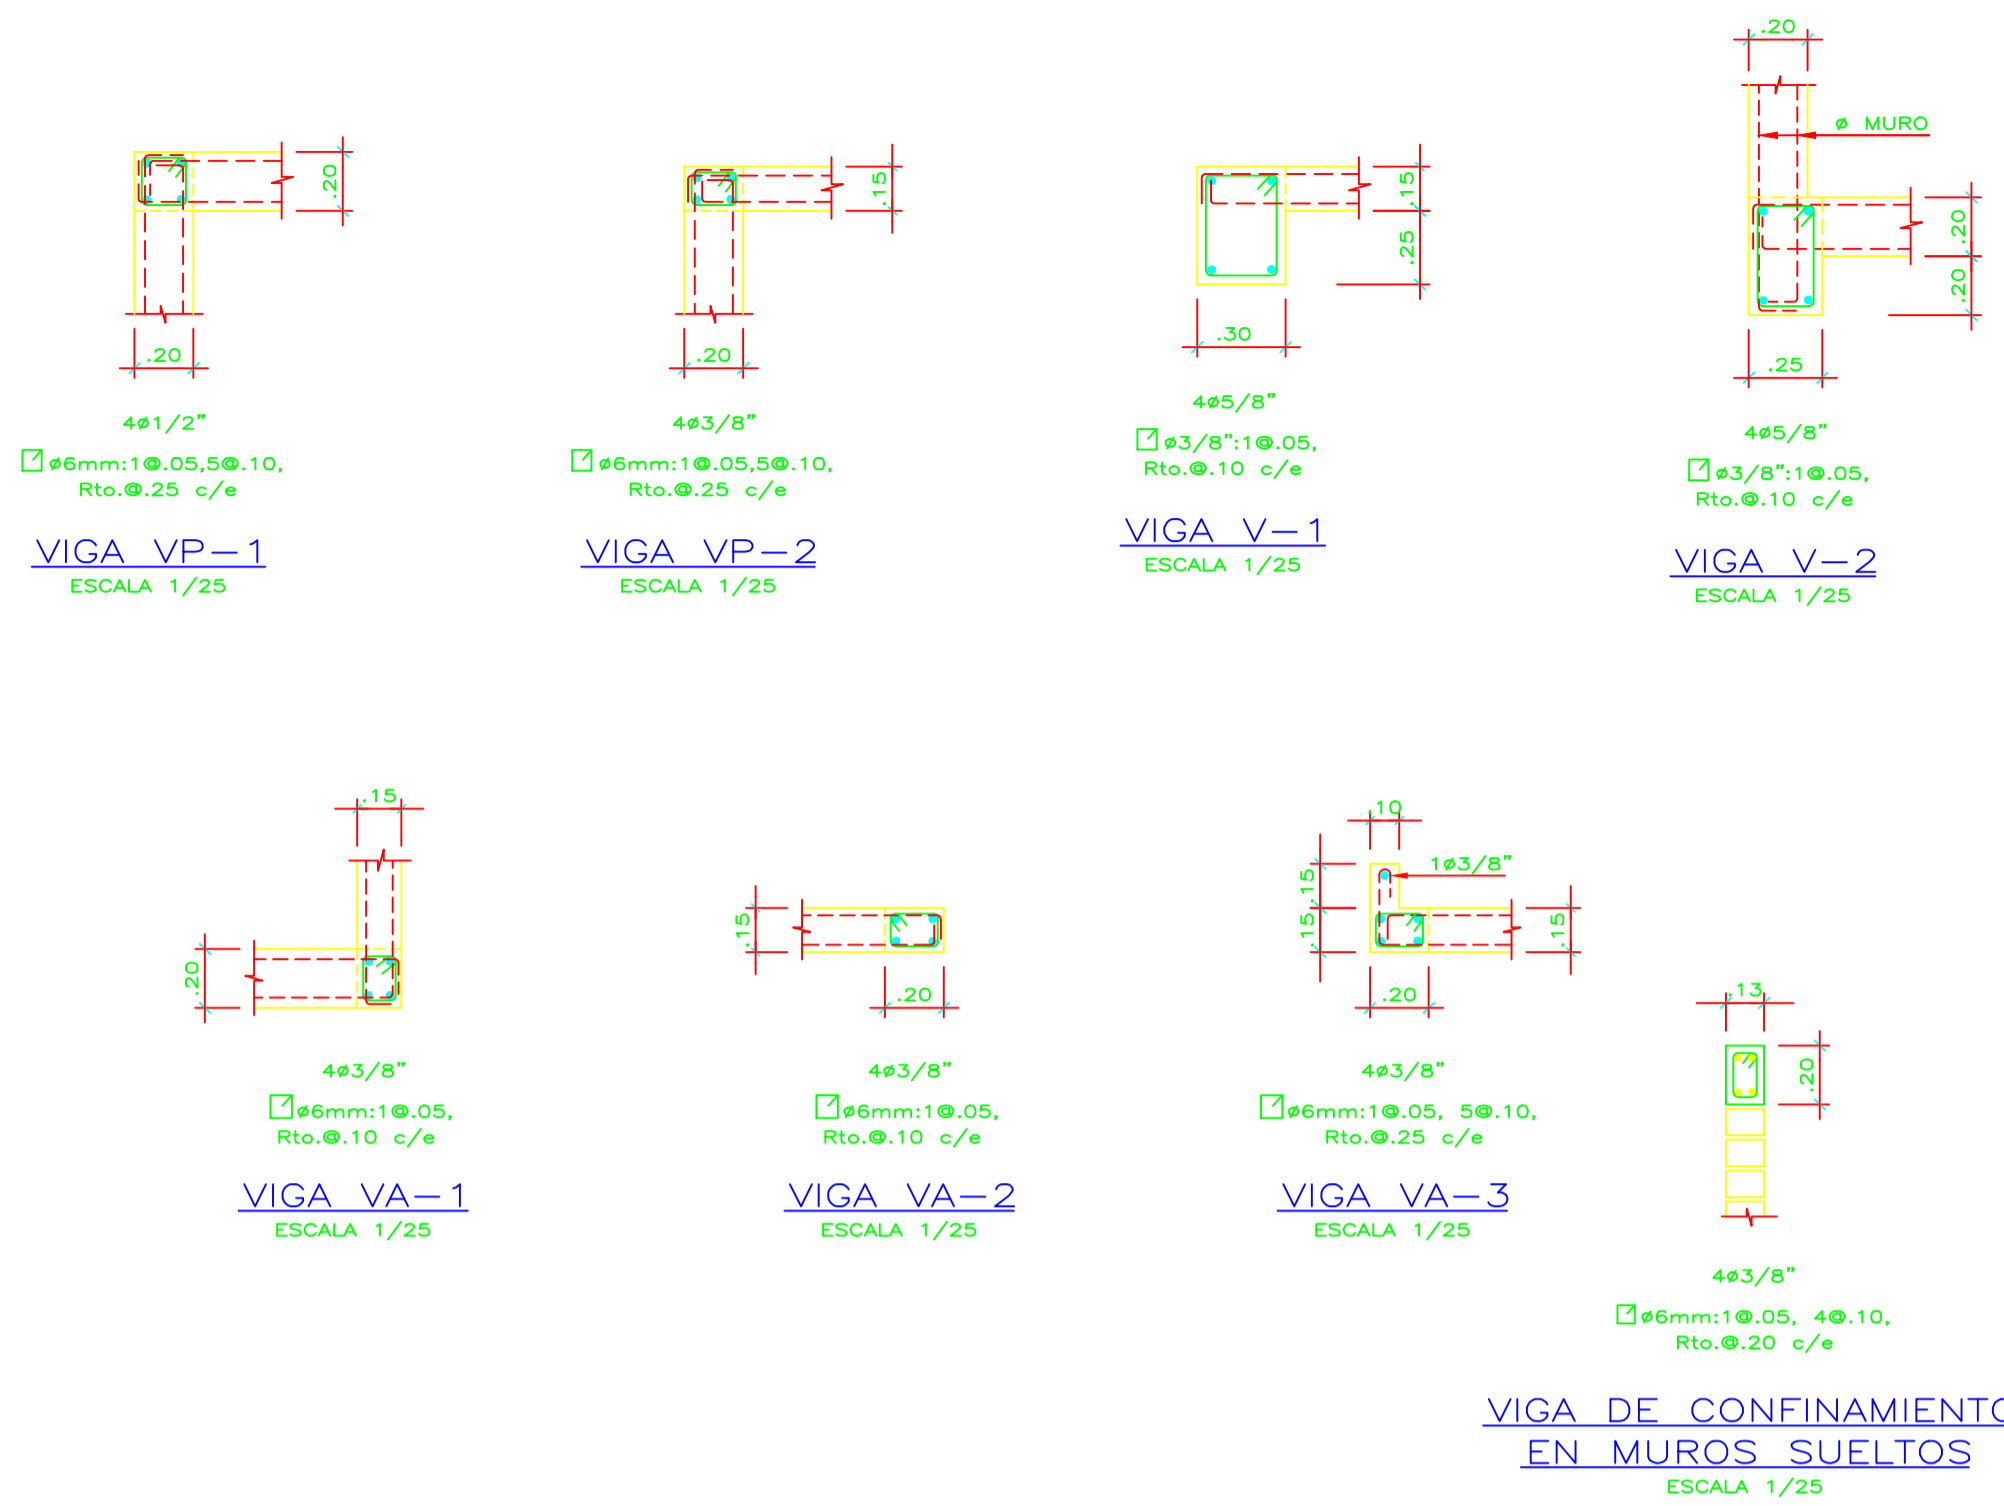 .20
.20
4ø1/2"
ø6mm:1@.05,5@.10,
Rto.@.25 c/e
VIGA VP-1
ESCALA 1/25
.15
.20
4ø3/8"
ø6mm:1@.05,5@.10,
Rto.@.25 c/e
VIGA VP-2
ESCALA 1/25
.15
.25
.30
4ø5/8"
ø3/8":1@.05,
Rto.@.10 c/e
VIGA V-1
ESCALA 1/25
.20
ø MURO
.20
.20
.25
4ø5/8"
ø3/8":1@.05,
Rto.@.10 c/e
VIGA V-2
ESCALA 1/25
.15
.20
4ø3/8"
ø6mm:1@.05,
Rto.@.10 c/e
VIGA VA-1
ESCALA 1/25
.15
.20
4ø3/8"
ø6mm:1@.05,
Rto.@.10 c/e
VIGA VA-2
ESCALA 1/25
.10
1ø3/8"
.15
.15
.15
.20
4ø3/8"
ø6mm:1@.05, 5@.10,
Rto.@.25 c/e
VIGA VA-3
ESCALA 1/25
.13
.20
4ø3/8"
ø6mm:1@.05, 4@.10,
Rto.@.20 c/e
VIGA DE CONFINAMIENTO
EN MUROS SUELTOS
ESCALA 1/25